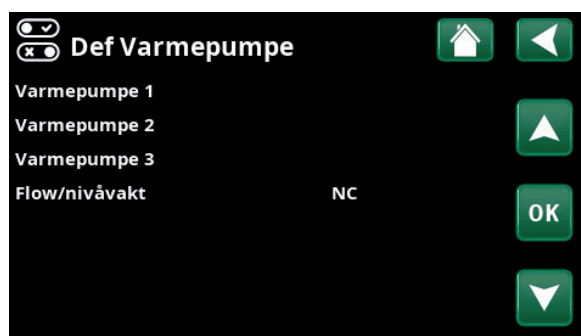 Def Varmepumpe
Varmepumpe 1
Varmepumpe 2
Varmepumpe 3
Flow/nivåvakt NC
OK